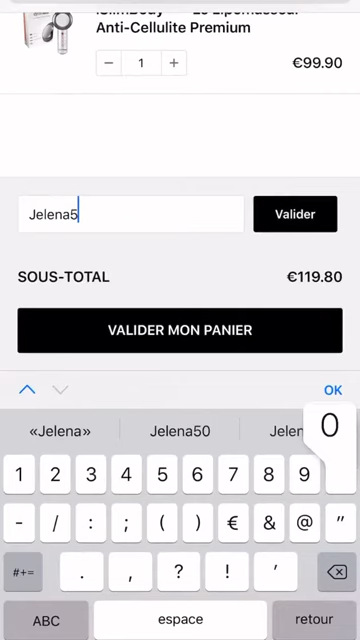 Anti-Cellulite Premium
− 1 + €99.90
Jelena5 Valider
SOUS-TOTAL €119.80
VALIDER MON PANIER
OK
«Jelena» Jelena50 Jelen
0
1 2 3 4 5 6 7 8 9
- / : ; ( ) € & @ "
#+= . , ? ! '
ABC espace retour